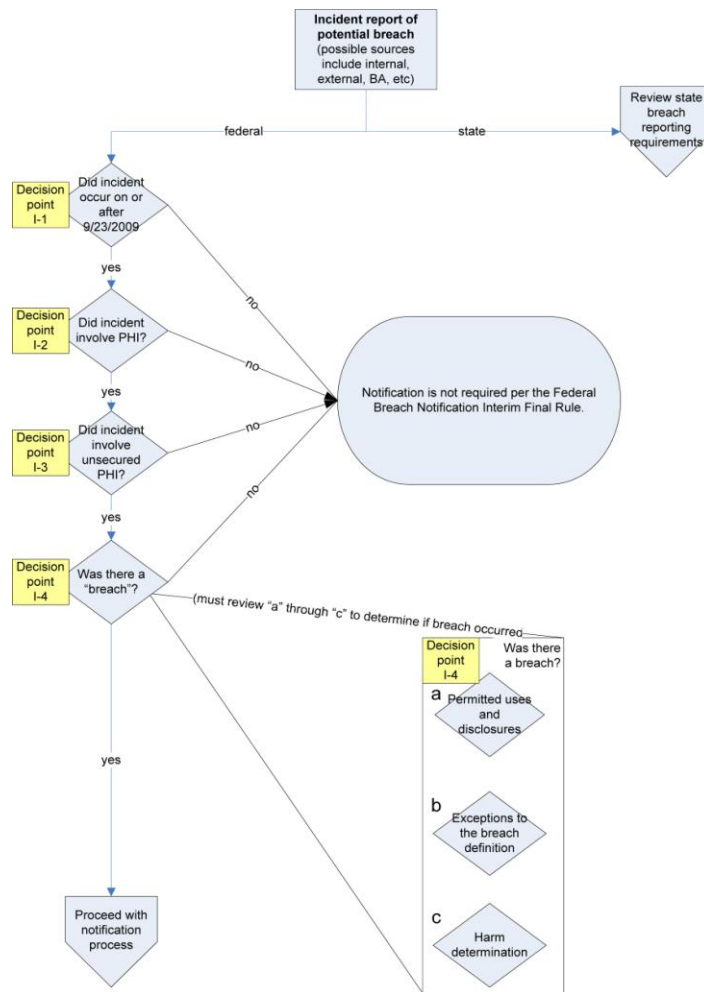 Incident report of
potential breach
(possible sources
include internal,
external, BA, etc)
Review state
breach
reporting
requirements
federal
state
Decision
point
I-1
Did incident
occur on or
after
9/23/2009
yes
no
Decision
point
I-2
Did incident
involve PHI?
no
yes
Notification is not required per the Federal
Breach Notification Interim Final Rule.
Decision
point
I-3
Did incident
involve
unsecured
PHI?
no
yes
no
Decision
point
I-4
Was there a
“breach”?
(must review “a” through “c” to determine if breach occurred
Decision
point
I-4
Was there
a breach?
a
Permitted uses
and
disclosures
yes
b
Exceptions to
the breach
definition
c
Harm
determination
Proceed with
notification
process